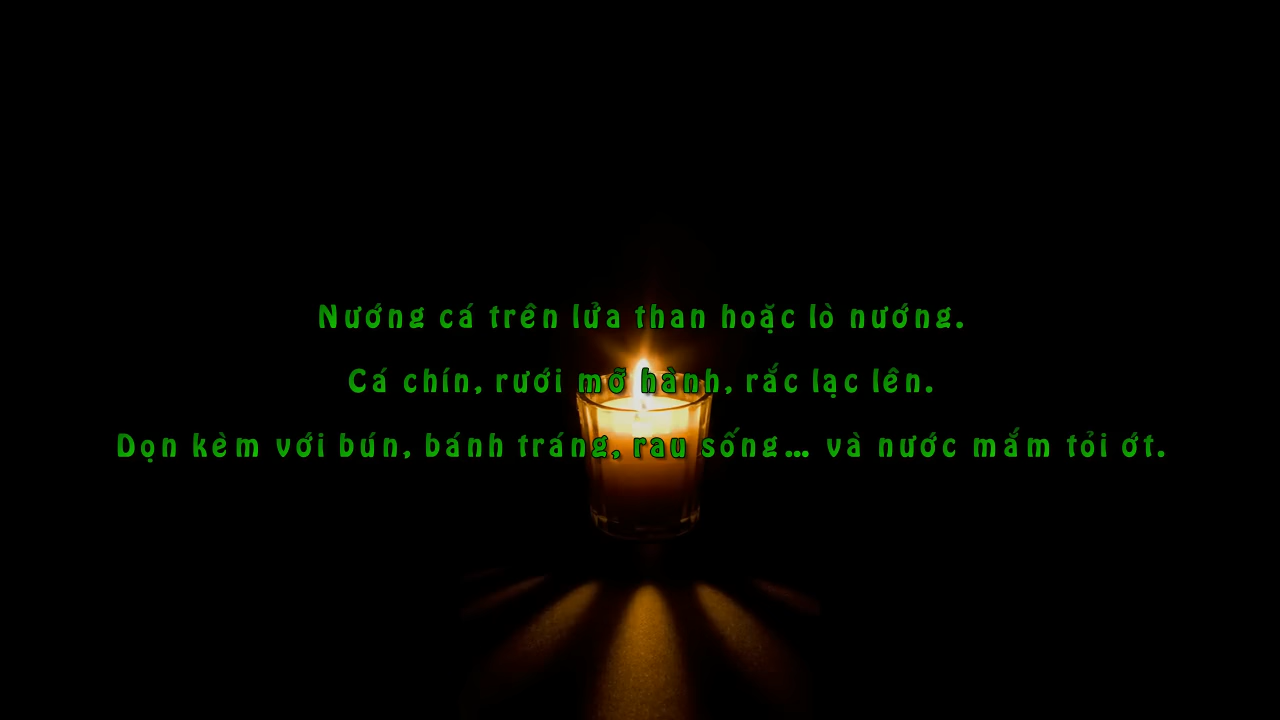 Nướng cá trên lửa than hoặc lò nướng.
Cá chín, rưới mỡ hành, rắc lạc lên.
Dọn kèm với bún, bánh tráng, rau sống... và nước mắm tỏi ớt.